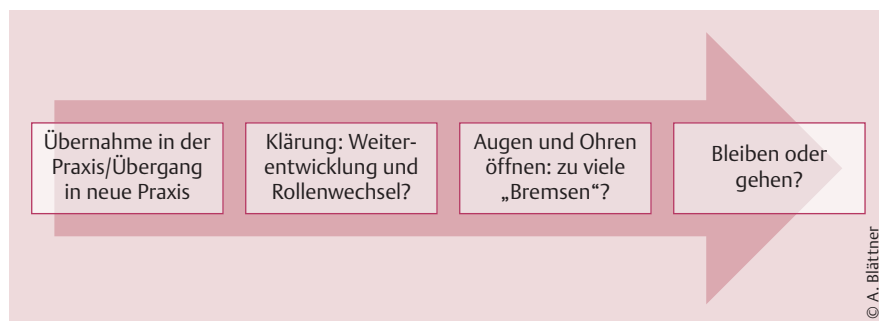 Übernahme in der
Praxis/Übergang
in neue Praxis
Klärung: Weiter-
entwicklung und
Rollenwechsel?
Augen und Ohren
öffnen: zu viele
„Bremsen“?
Bleiben oder
gehen?
© A. Blättner